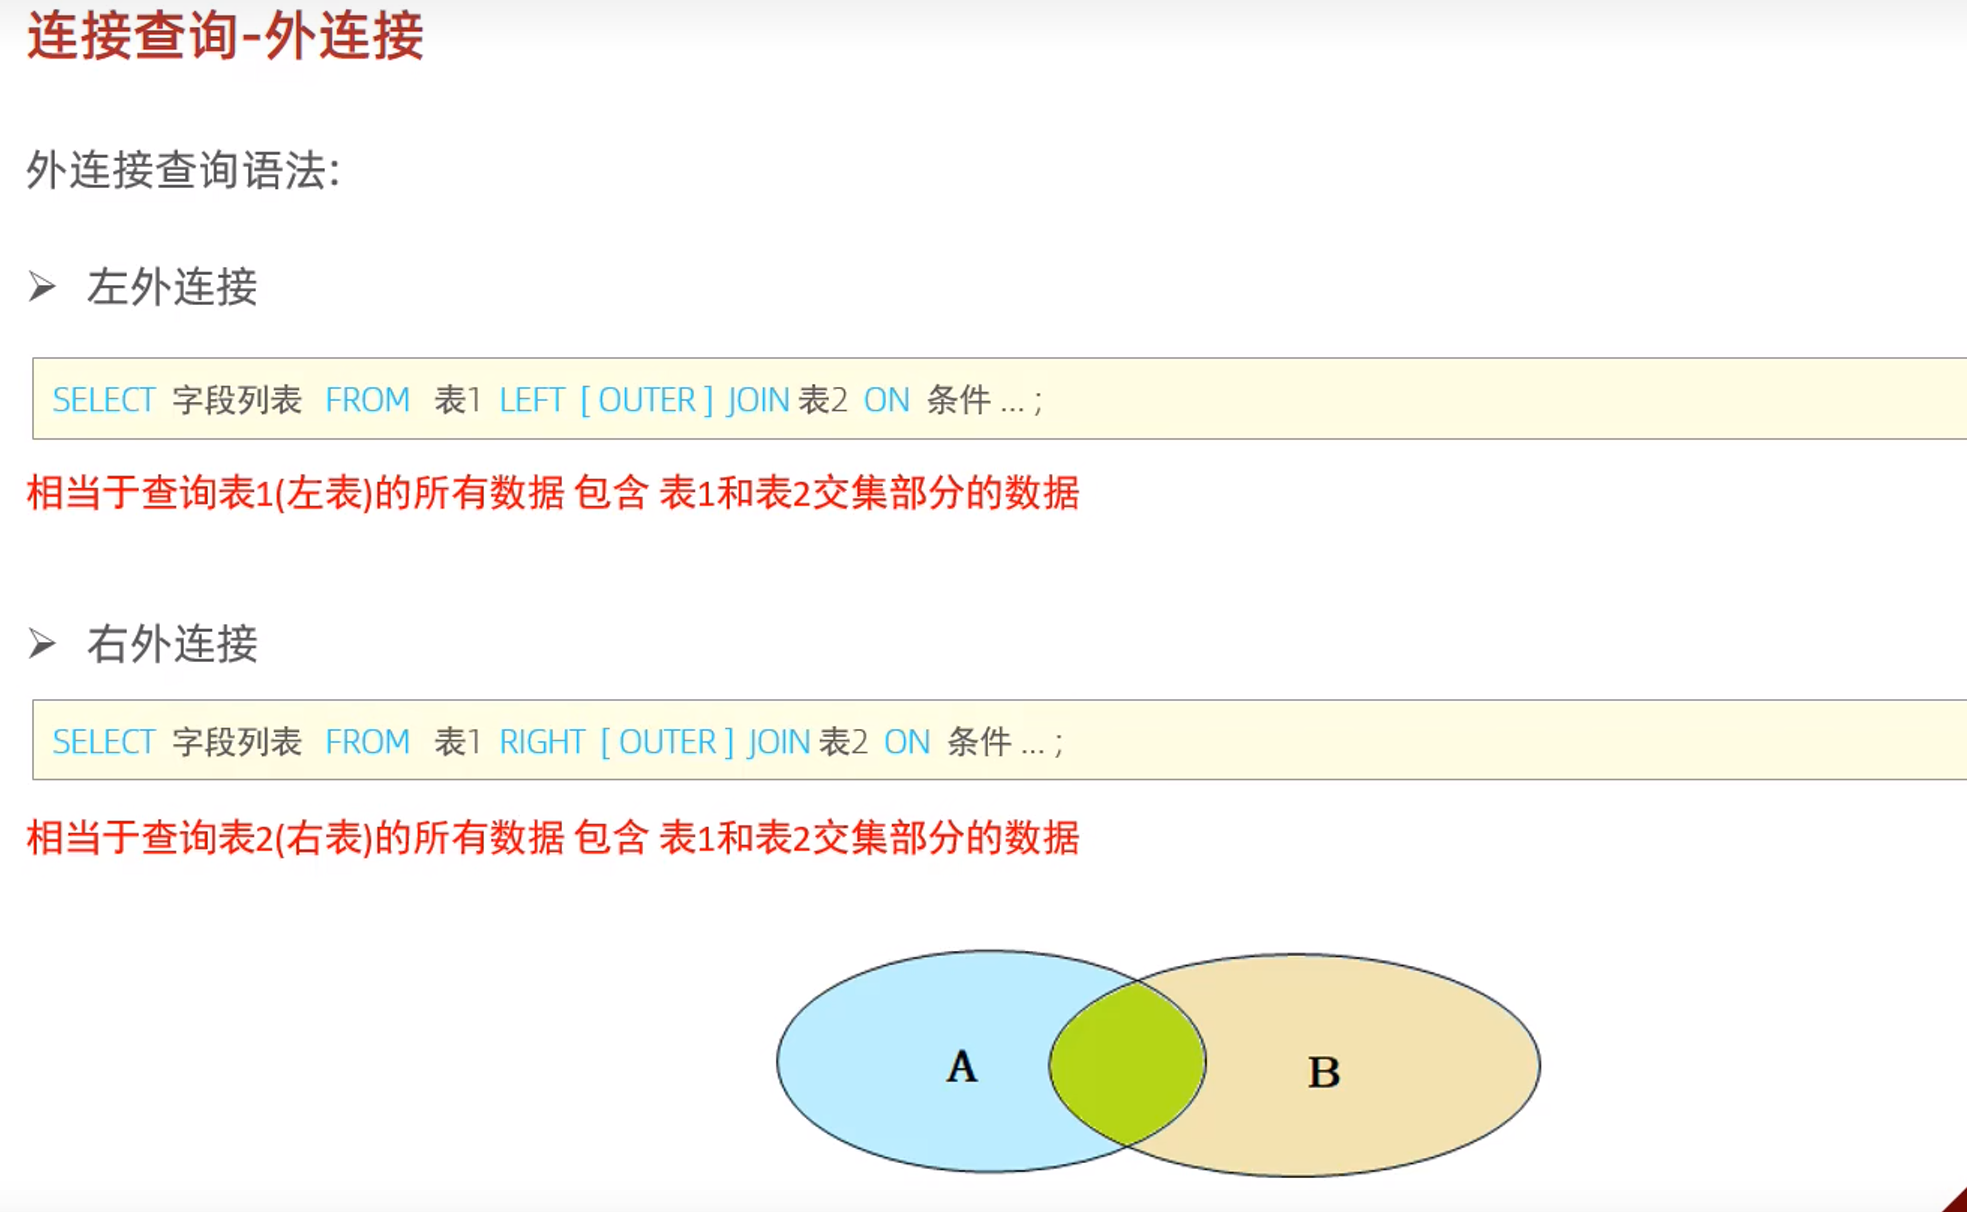 连接查询-外连接
外连接查询语法:
➢ 左外连接
SELECT 字段列表 FROM 表1 LEFT [ OUTER ] JOIN 表2 ON 条件 ... ;
相当于查询表1(左表)的所有数据 包含 表1和表2交集部分的数据
➢ 右外连接
SELECT 字段列表 FROM 表1 RIGHT [ OUTER ] JOIN 表2 ON 条件 ... ;
相当于查询表2(右表)的所有数据 包含 表1和表2交集部分的数据
A B